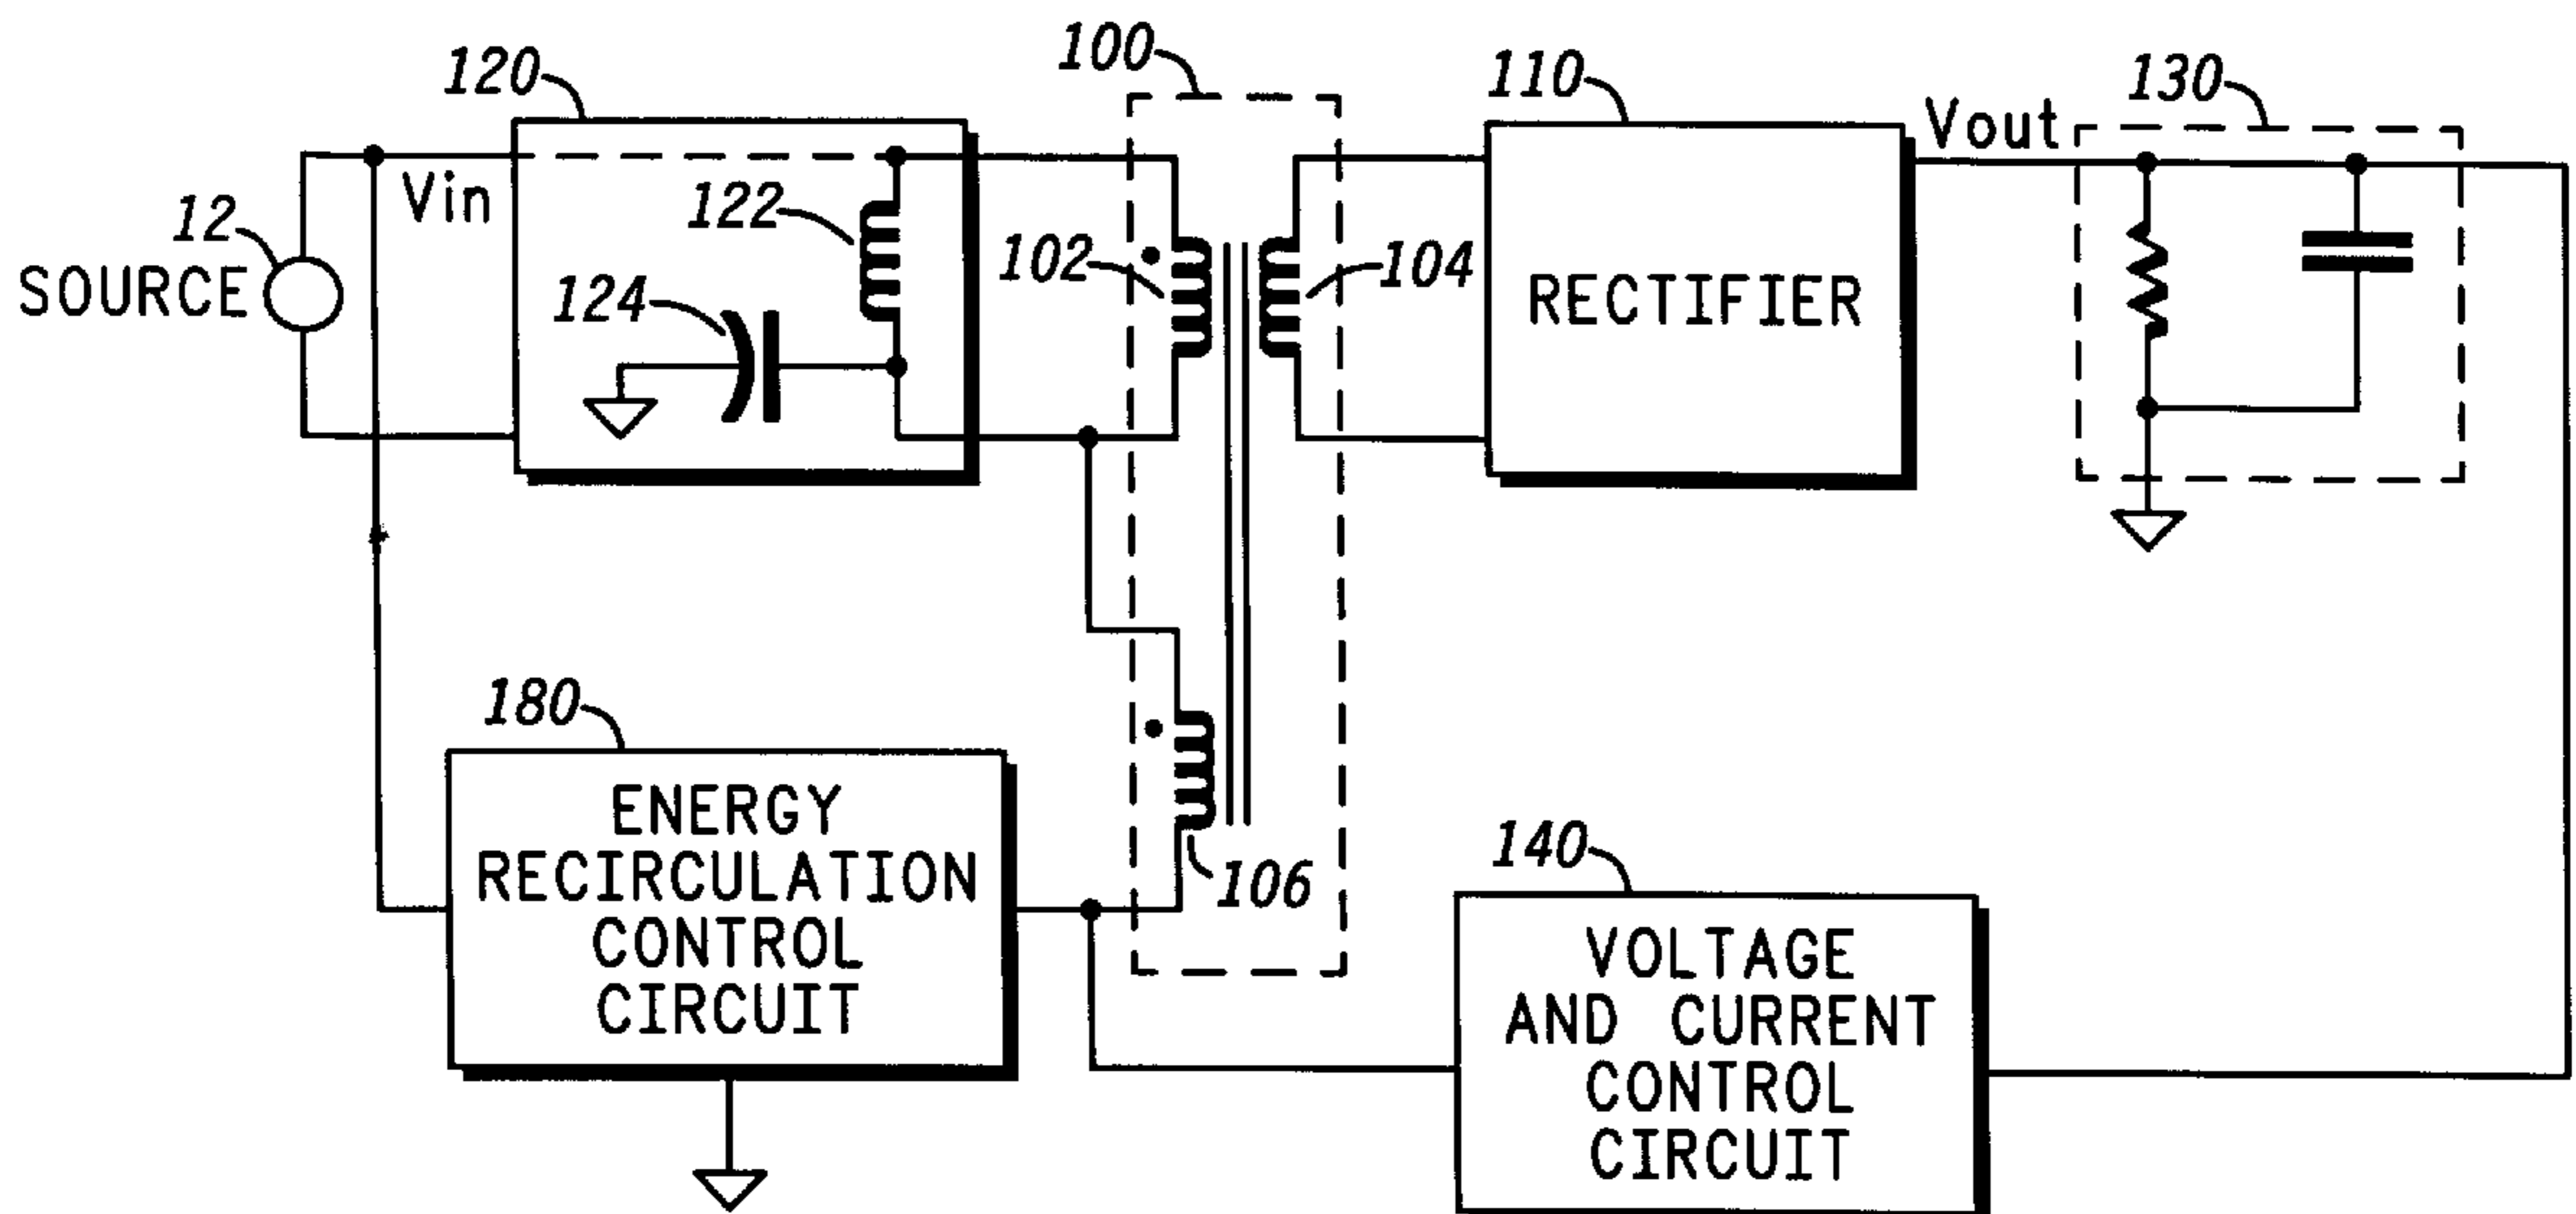 100
120
110
130
Vout
Vin
122
12
SOURCE
102
104
124
RECTIFIER
180
ENERGY
RECIRCULATION
CONTROL
CIRCUIT
106
140
VOLTAGE
AND CURRENT
CONTROL
CIRCUIT